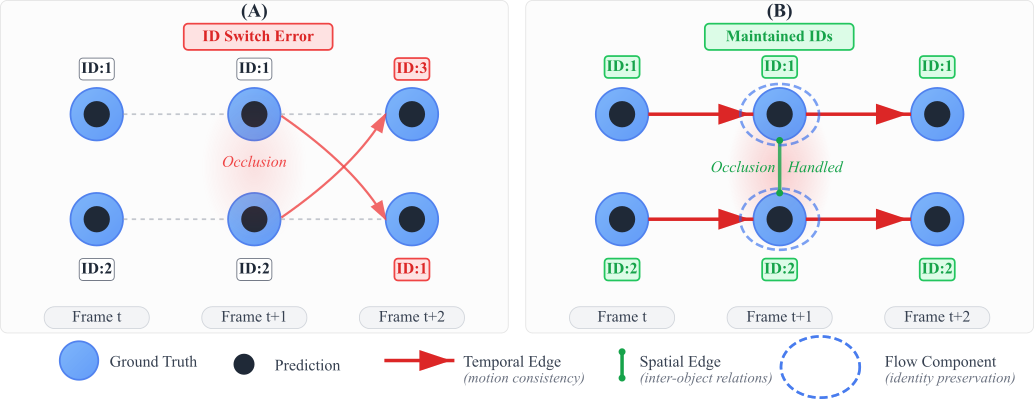 (A)
ID Switch Error
ID:1
ID:1
ID:3
Occlusion
ID:2
ID:2
ID:1
Frame t
Frame t+1
Frame t+2
(B)
Maintained IDs
ID:1
ID:1
ID:1
Occlusion Handled
ID:2
ID:2
ID:2
Frame t
Frame t+1
Frame t+2
Ground Truth
Prediction
Temporal Edge
(motion consistency)
Spatial Edge
(inter-object relations)
Flow Component
(identity preservation)